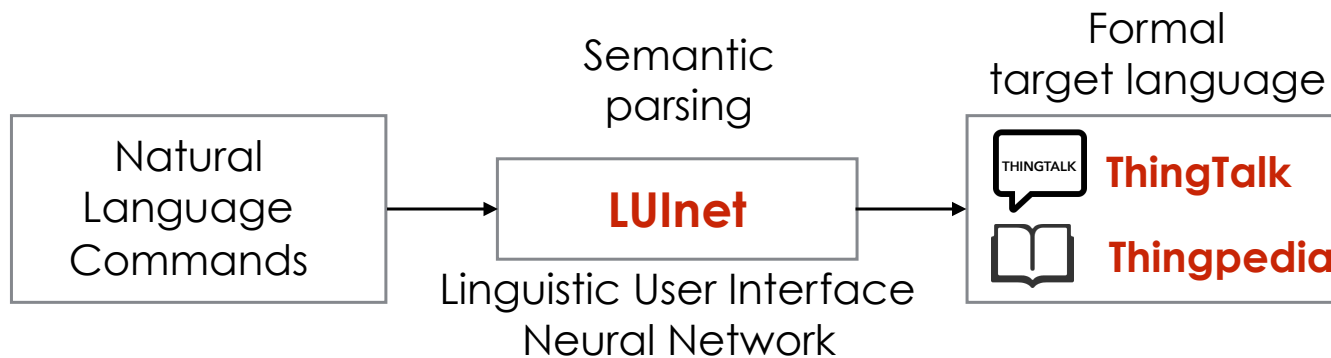 Natural
Language
Commands
Semantic
parsing
LUInet
Linguistic User Interface
Neural Network
Formal
target language
THINGTALK
ThingTalk
Thingpedia